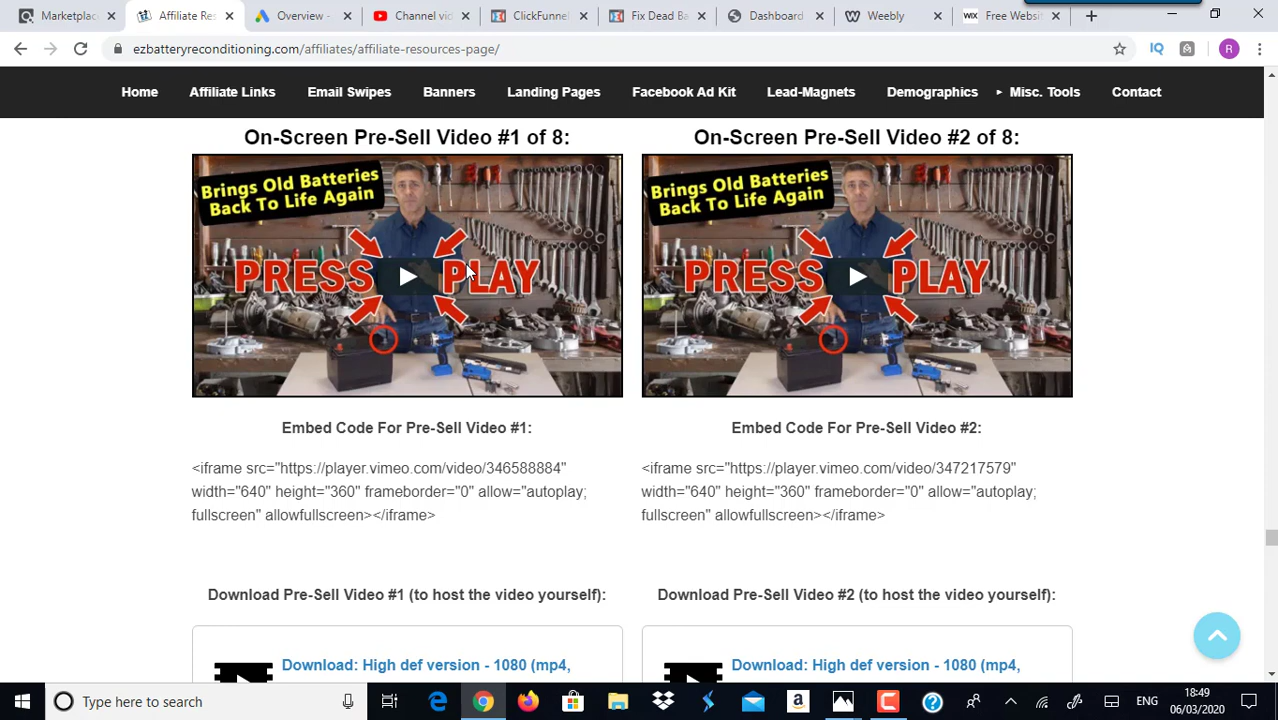 Marketplac
Affiliate Res
Overview -
Channel vid
ClickFunnel
Fix Dead Ba
Dashboard
Weebly
WIX
Free Websit
ezbatteryreconditioning.com/affiliates/affiliate-resources-page/
IQ
R
Home
Affiliate Links
Email Swipes
Banners
Landing Pages
Facebook Ad Kit
Lead-Magnets
Demographics
Misc. Tools
Contact
On-Screen Pre-Sell Video #1 of 8:
On-Screen Pre-Sell Video #2 of 8:
Brings Old Batteries
Back To Life Again
PRESS PLAY
Brings Old Batteries
Back To Life Again
PRESS PLAY
Embed Code For Pre-Sell Video #1:
Embed Code For Pre-Sell Video #2:
<iframe src="https://player.vimeo.com/video/346588884"
width="640" height="360" frameborder="0" allow="autoplay;
fullscreen" allowfullscreen></iframe>
<iframe src="https://player.vimeo.com/video/347217579"
width="640" height="360" frameborder="0" allow="autoplay;
fullscreen" allowfullscreen></iframe>
Download Pre-Sell Video #1 (to host the video yourself):
Download Pre-Sell Video #2 (to host the video yourself):
Download: High def version - 1080 (mp4,
Download: High def version - 1080 (mp4,
Type here to search
ENG
18:49
06/03/2020